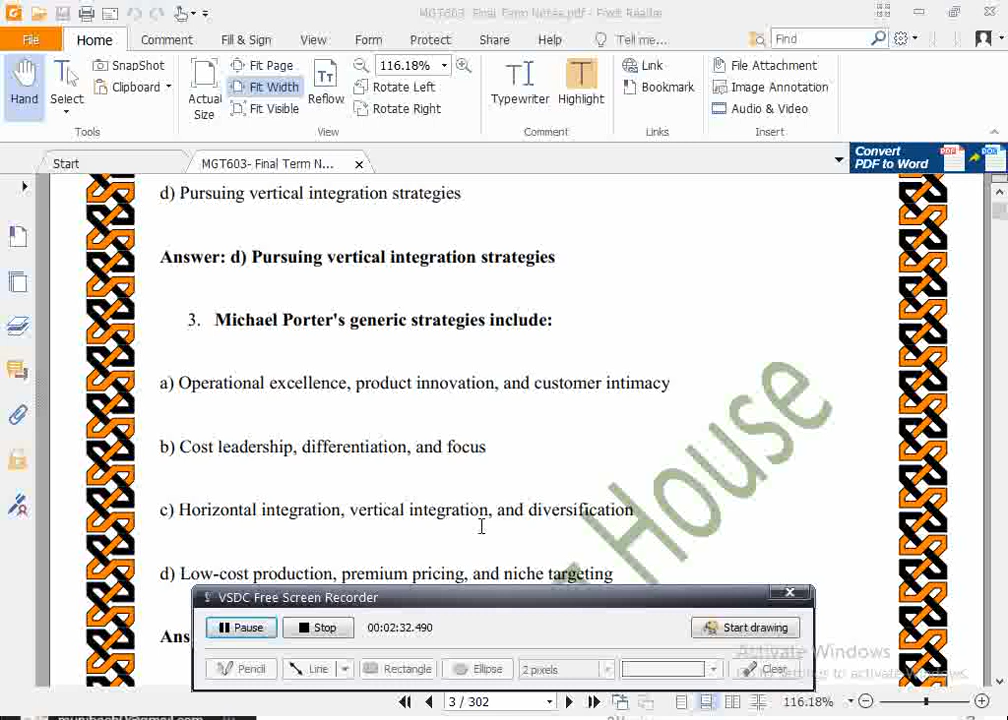 MGT603- Final Term Notes.pdf - Foxit Reader
File
Home
Comment
Fill & Sign
View
Form
Protect
Share
Help
Tell me...
Find
Hand
Select
SnapShot
Clipboard
Tools
Actual Size
Fit Page
Fit Width
Fit Visible
Reflow
116.18%
Rotate Left
Rotate Right
View
Typewriter
Highlight
Comment
Link
Bookmark
Links
File Attachment
Image Annotation
Audio & Video
Insert
Start
MGT603- Final Term N...
Convert
PDF to Word
d) Pursuing vertical integration strategies
Answer: d) Pursuing vertical integration strategies
3. Michael Porter's generic strategies include:
a) Operational excellence, product innovation, and customer intimacy
b) Cost leadership, differentiation, and focus
c) Horizontal integration, vertical integration, and diversification
d) Low-cost production, premium pricing, and niche targeting
House
Ans
VSDC Free Screen Recorder
Pause
Stop
00:02:32.490
Start drawing
Pencil
Line
Rectangle
Ellipse
2 pixels
Clear
Activate Windows
to activate Windows.
3 / 302
116.18%